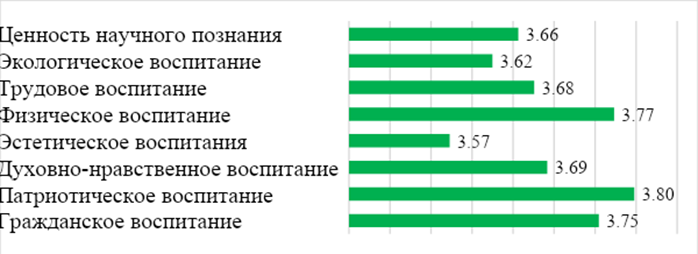 Ценность научного познания 3.66
Экологическое воспитание 3.62
Трудовое воспитание 3.68
Физическое воспитание 3.77
Эстетическое воспитания 3.57
Духовно-нравственное воспитание 3.69
Патриотическое воспитание 3.80
Гражданское воспитание 3.75